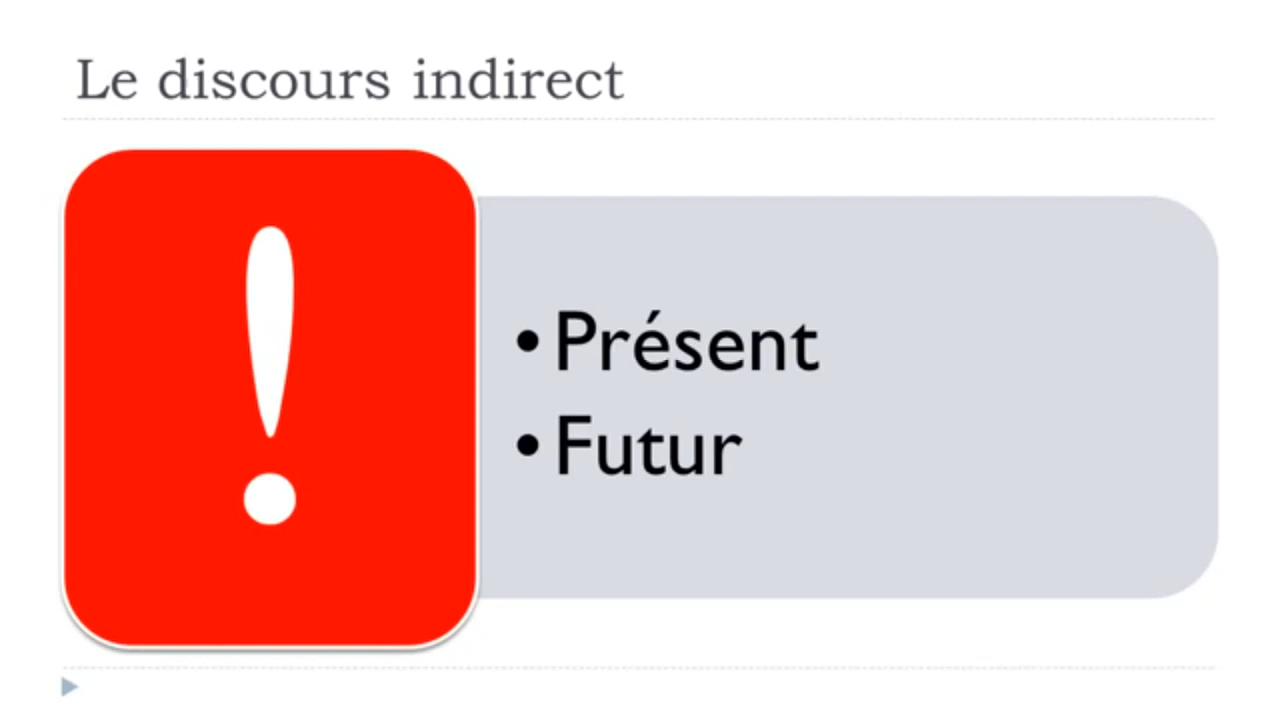 Le discours indirect
!
• Présent
• Futur